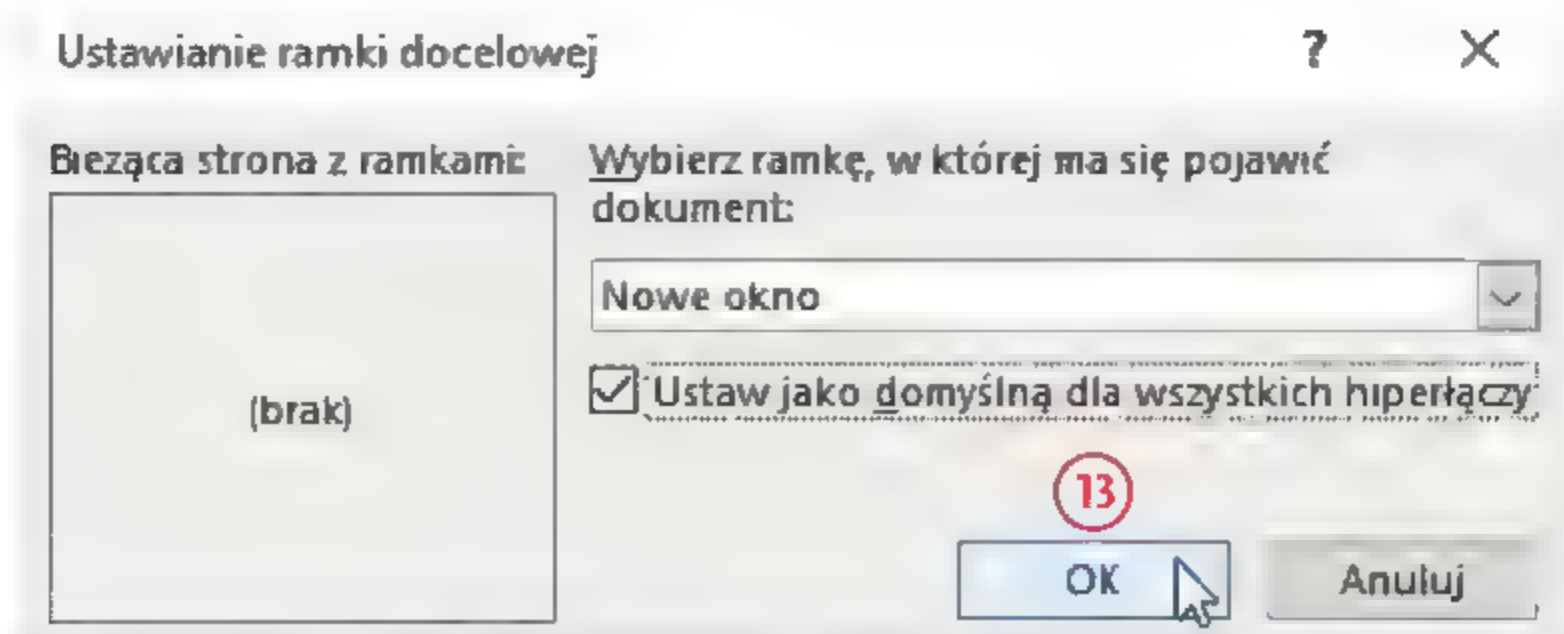 Ustawianie ramki docelowej ? X
Bieżąca strona z ramkami:
Wybierz ramkę, w której ma się pojawić
dokument:
Nowe okno
Ustaw jako domyślną dla wszystkich hiperłączy
(brak)
13
OK Anuluj